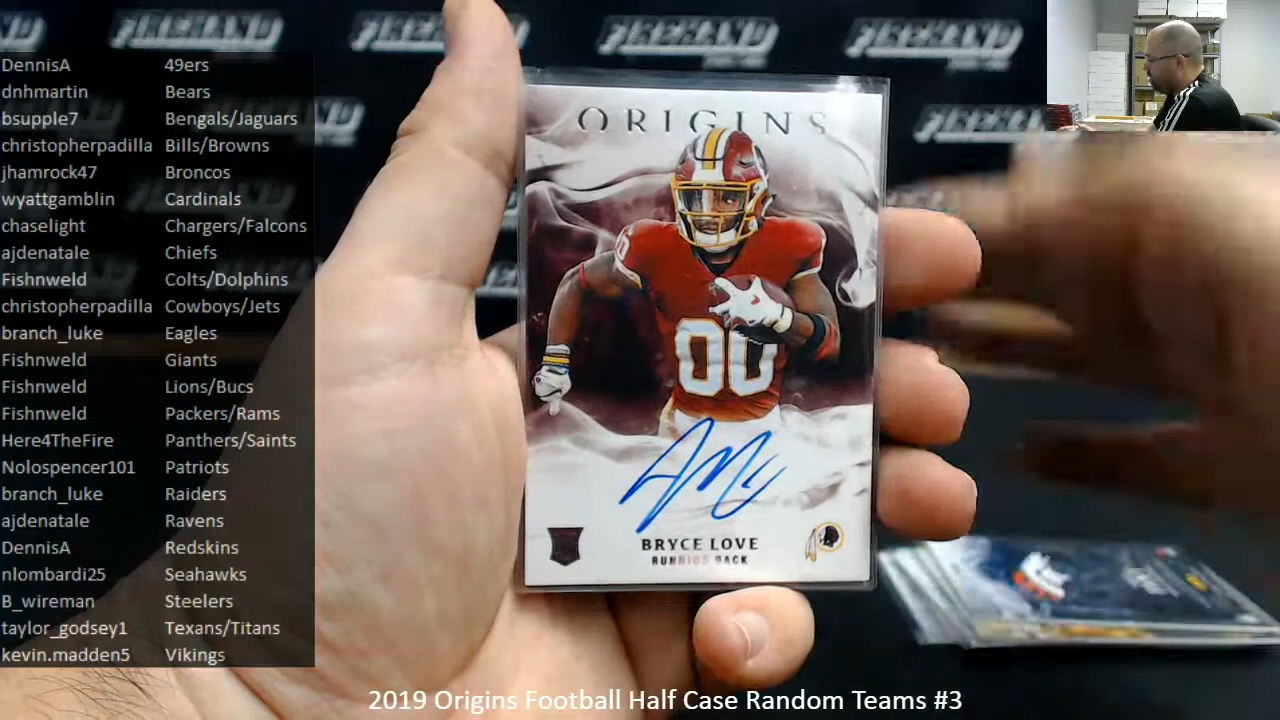 DennisA 49ers
dnhmartin Bears
bsupple7 Bengals/Jaguars
christopherpadilla Bills/Browns
jhamrock47 Broncos
wyattgamblin Cardinals
chaselight Chargers/Falcons
ajdenatale Chiefs
Fishnweld Colts/Dolphins
christopherpadilla Cowboys/Jets
branch_luke Eagles
Fishnweld Giants
Fishnweld Lions/Bucs
Fishnweld Packers/Rams
Here4TheFire Panthers/Saints
Nolospencer101 Patriots
branch_luke Raiders
ajdenatale Ravens
DennisA Redskins
nlombardi25 Seahawks
B_wireman Steelers
taylor_godsey1 Texans/Titans
kevin.madden5 Vikings
ORIGINS
00
BRYCE LOVE
RUNNING BACK
2019 Origins Football Half Case Random Teams #3